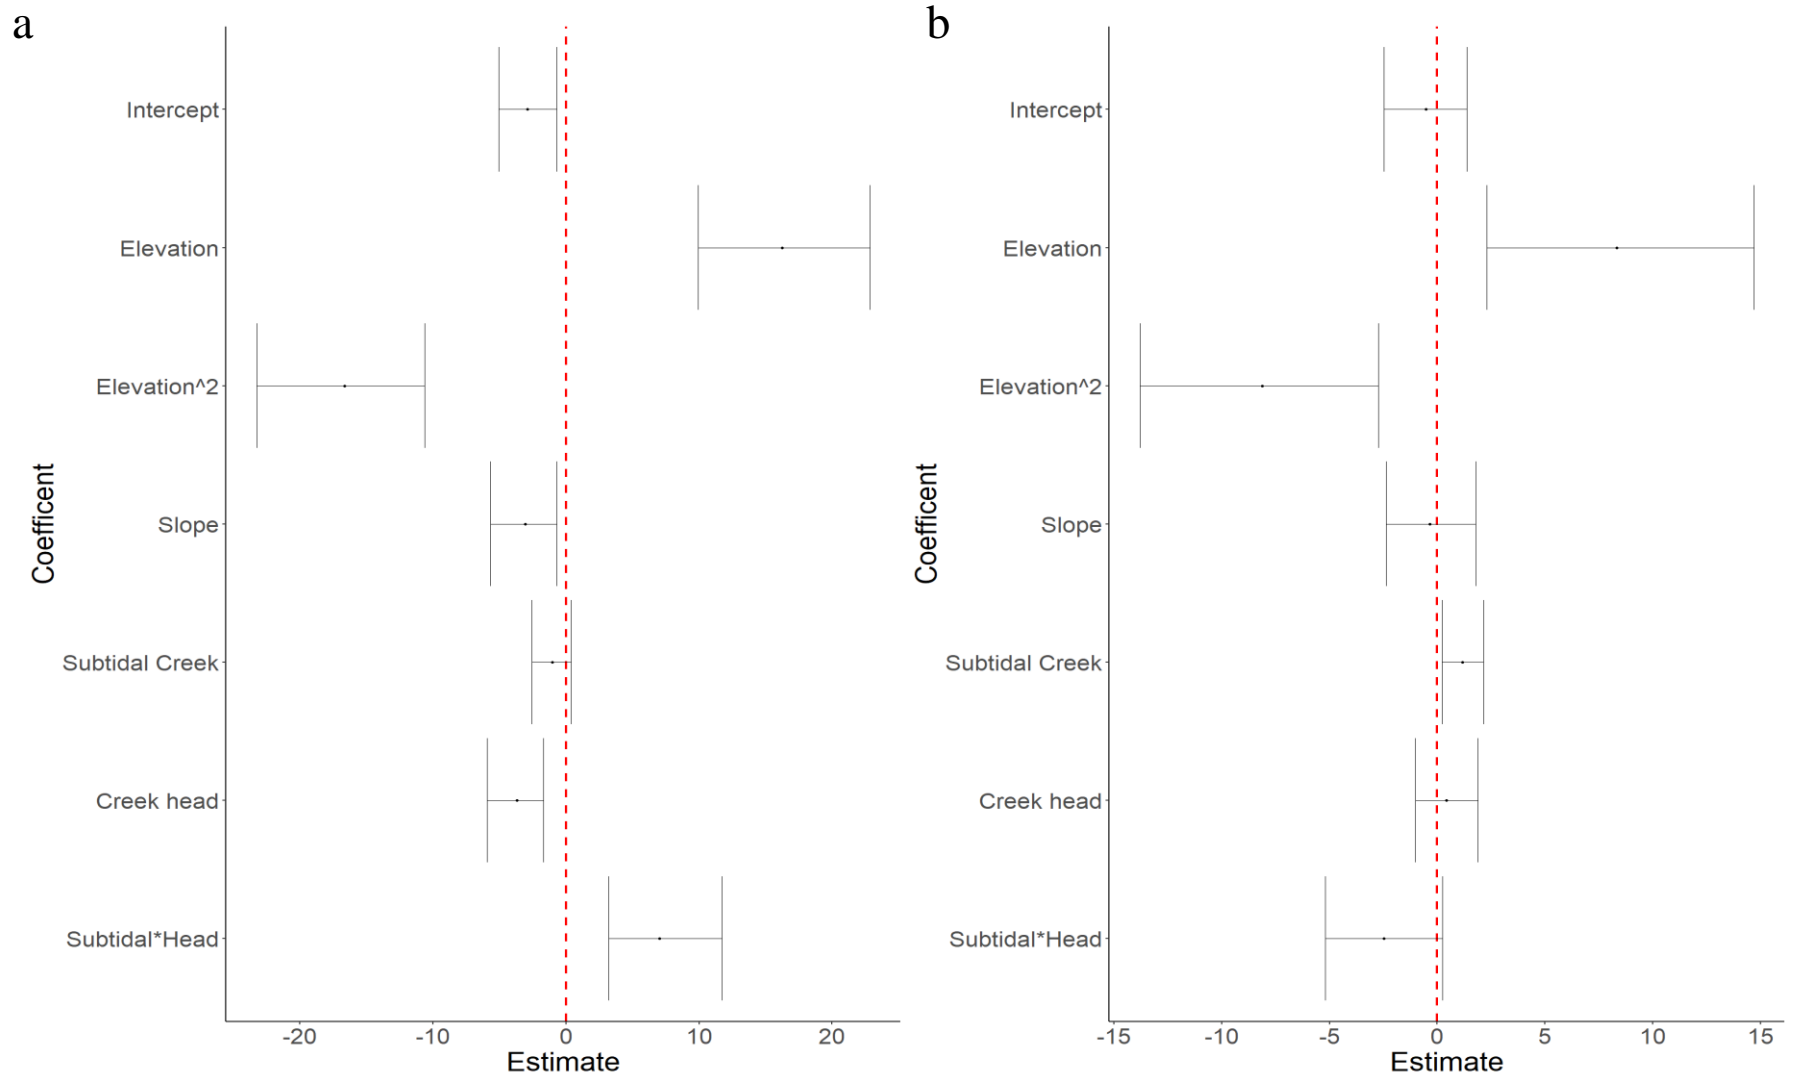 a
Intercept
Elevation
Elevation^2
Slope
Subtidal Creek
Creek head
Subtidal*Head
Coefficent
-20 -10 0 10 20
Estimate
b
Intercept
Elevation
Elevation^2
Slope
Subtidal Creek
Creek head
Subtidal*Head
Coefficent
-15 -10 -5 0 5 10 15
Estimate